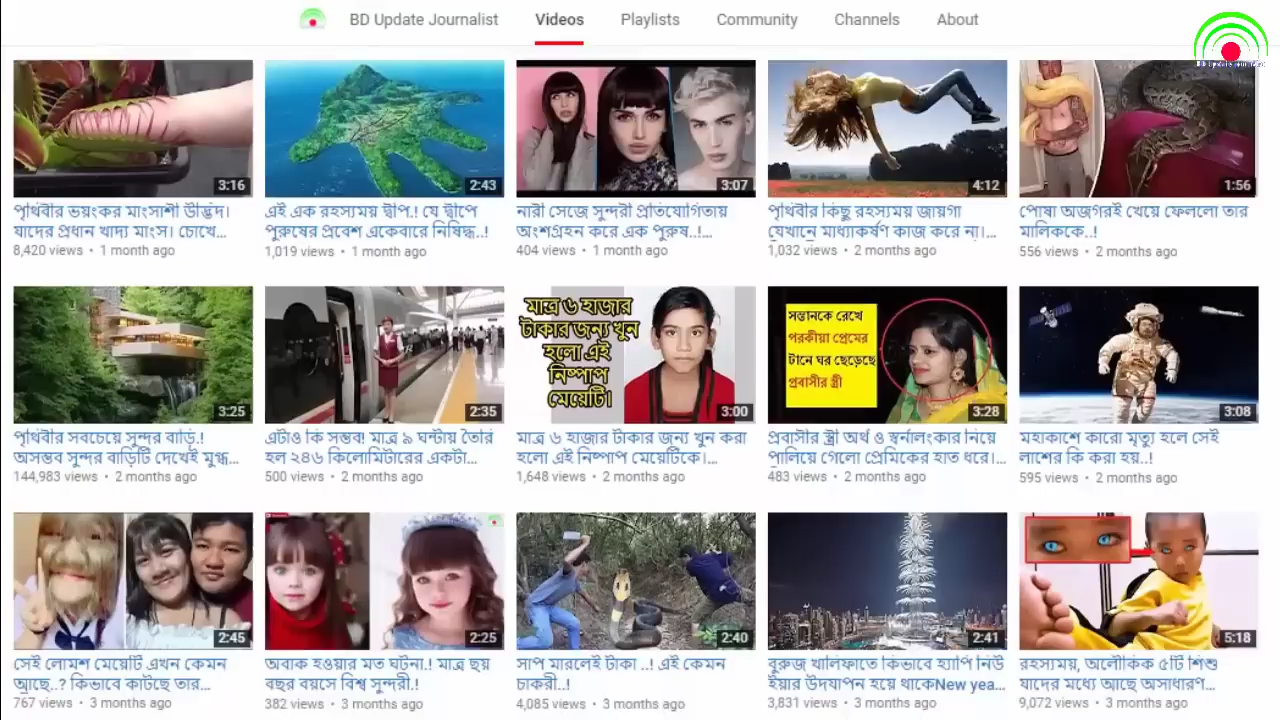 BD Update Journalist Videos Playlists Community Channels About
3:16 2:43 3:07 4:12 1:56
পৃথিবীর ভয়ংকর মাংসাশী উদ্ভিদ।
যাদের প্রধান খাদ্য মাংস। চোখে...
8,420 views • 1 month ago
এই এক রহস্যময় দ্বীপ.! যে দ্বীপে
পুরুষের প্রবেশ একেবারে নিষিদ্ধ..!
1,019 views • 1 month ago
নারী সেজে সুন্দরী প্রতিযোগিতায়
অংশগ্রহন করে এক পুরুষ..!...
404 views • 1 month ago
পৃথিবীর কিছু রহস্যময় জায়গা
যেখানে মাধ্যাকর্ষণ কাজ করে না।...
1,032 views • 2 months ago
পোষা অজগরই খেয়ে ফেললো তার
মালিককে..!
556 views • 2 months ago
3:25 2:35
মাত্র ৬ হাজার
টাকার জন্য খুন
হলো এই
নিষ্পাপ
মেয়েটি।
3:00
সন্তানকে রেখে
পরকীয়া প্রেমের
টানে ঘর ছেড়েছে
প্রবাসীর স্ত্রী
3:28 3:08
পৃথিবীর সবচেয়ে সুন্দর বাড়ি.!
অসম্ভব সুন্দর বাড়িটি দেখেই মুগ্ধ...
144,983 views • 2 months ago
এটাও কি সম্ভব! মাত্র ৯ ঘন্টায় তৈরি
হল ২৪৬ কিলোমিটারের একটা...
500 views • 2 months ago
মাত্র ৬ হাজার টাকার জন্য খুন করা
হলো এই নিষ্পাপ মেয়েটিকে।...
1,648 views • 2 months ago
প্রবাসীর স্ত্রী অর্থ ও স্বর্নালংকার নিয়ে
পালিয়ে গেলো প্রেমিকের হাত ধরে।...
483 views • 2 months ago
মহাকাশে কারো মৃত্যু হলে সেই
লাশের কি করা হয়..!
595 views • 2 months ago
2:45 2:25 2:40 2:41 5:18
সেই লোমশ মেয়েটি এখন কেমন
আছে..? কিভাবে কাটছে তার...
767 views • 3 months ago
অবাক হওয়ার মত ঘটনা.! মাত্র ছয়
বছর বয়সে বিশ্ব সুন্দরী.!
382 views • 3 months ago
সাপ মারলেই টাকা ..! এই কেমন
চাকরী..!
4,085 views • 3 months ago
বুরুজ খালিফাতে কিভাবে হ্যাপি নিউ
ইয়ার উদযাপন হয়ে থাকেNew yea...
3,831 views • 3 months ago
রহস্যময়, অলৌকিক ৫টি শিশু
যাদের মধ্যে আছে অসাধারণ...
9,072 views • 3 months ago